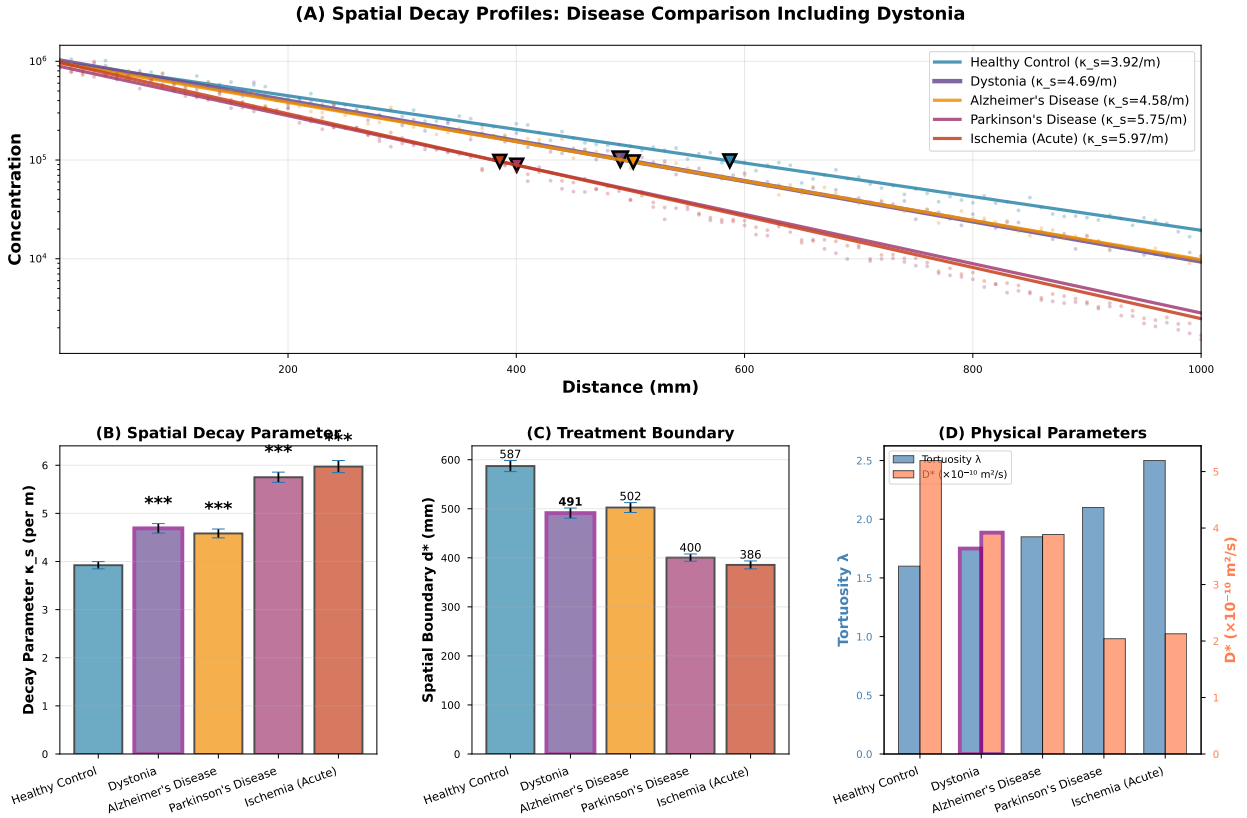 (A) Spatial Decay Profiles: Disease Comparison Including Dystonia
Concentration
10⁶
10⁵
10⁴
Healthy Control (κ_s=3.92/m)
Dystonia (κ_s=4.69/m)
Alzheimer's Disease (κ_s=4.58/m)
Parkinson's Disease (κ_s=5.75/m)
Ischemia (Acute) (κ_s=5.97/m)
200
400
600
800
1000
Distance (mm)
(B) Spatial Decay Parameter
Decay Parameter κ_s (per m)
6
5
4
3
2
1
0
***
***
***
***
Healthy Control
Dystonia
Alzheimer's Disease
Parkinson's Disease
Ischemia (Acute)
(C) Treatment Boundary
Spatial Boundary d* (mm)
600
500
400
300
200
100
0
587
491
502
400
386
Healthy Control
Dystonia
Alzheimer's Disease
Parkinson's Disease
Ischemia (Acute)
(D) Physical Parameters
Tortuosity λ
2.5
2.0
1.5
1.0
0.5
0.0
Tortuosity λ
D* (×10⁻¹⁰ m²/s)
5
4
3
2
1
0
D* (×10⁻¹⁰ m²/s)
Healthy Control
Dystonia
Alzheimer's Disease
Parkinson's Disease
Ischemia (Acute)